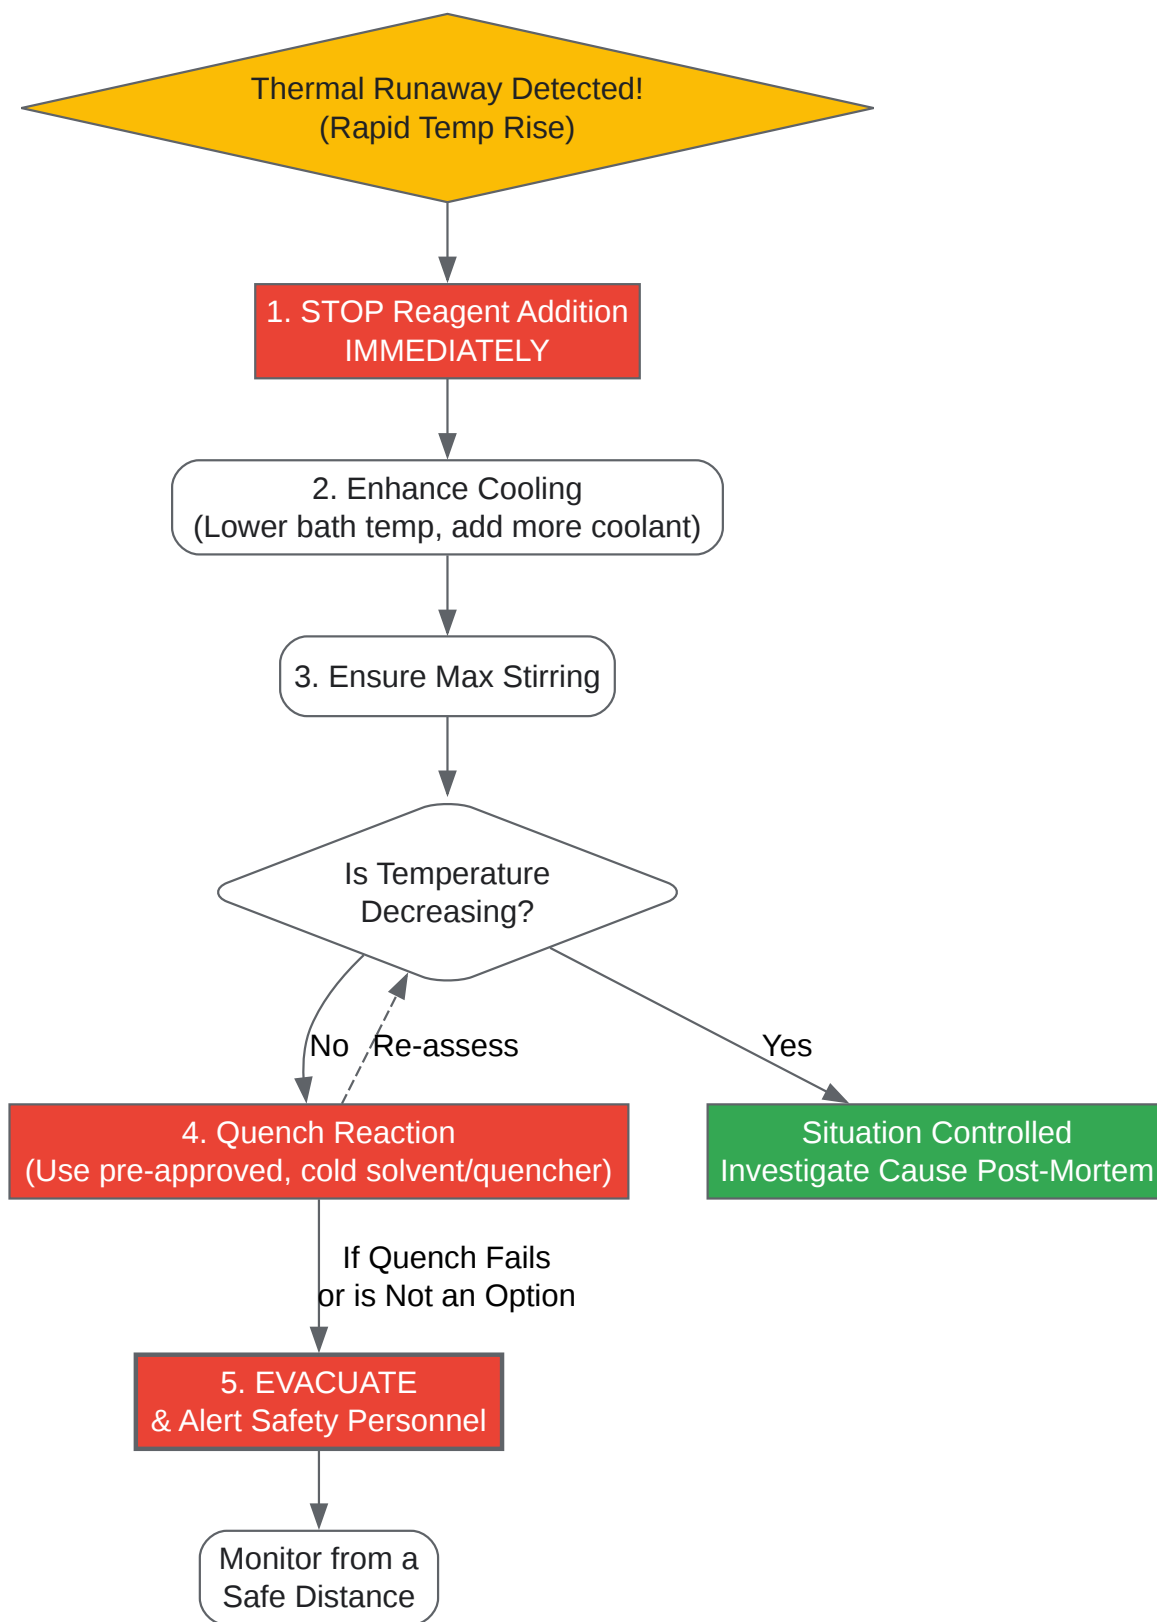 Thermal Runaway Detected!
(Rapid Temp Rise)
1. STOP Reagent Addition
IMMEDIATELY
2. Enhance Cooling
(Lower bath temp, add more coolant)
3. Ensure Max Stirring
Is Temperature
Decreasing?
No
Re-assess
Yes
4. Quench Reaction
(Use pre-approved, cold solvent/quencher)
Situation Controlled
Investigate Cause Post-Mortem
If Quench Fails
or is Not an Option
5. EVACUATE
& Alert Safety Personnel
Monitor from a
Safe Distance